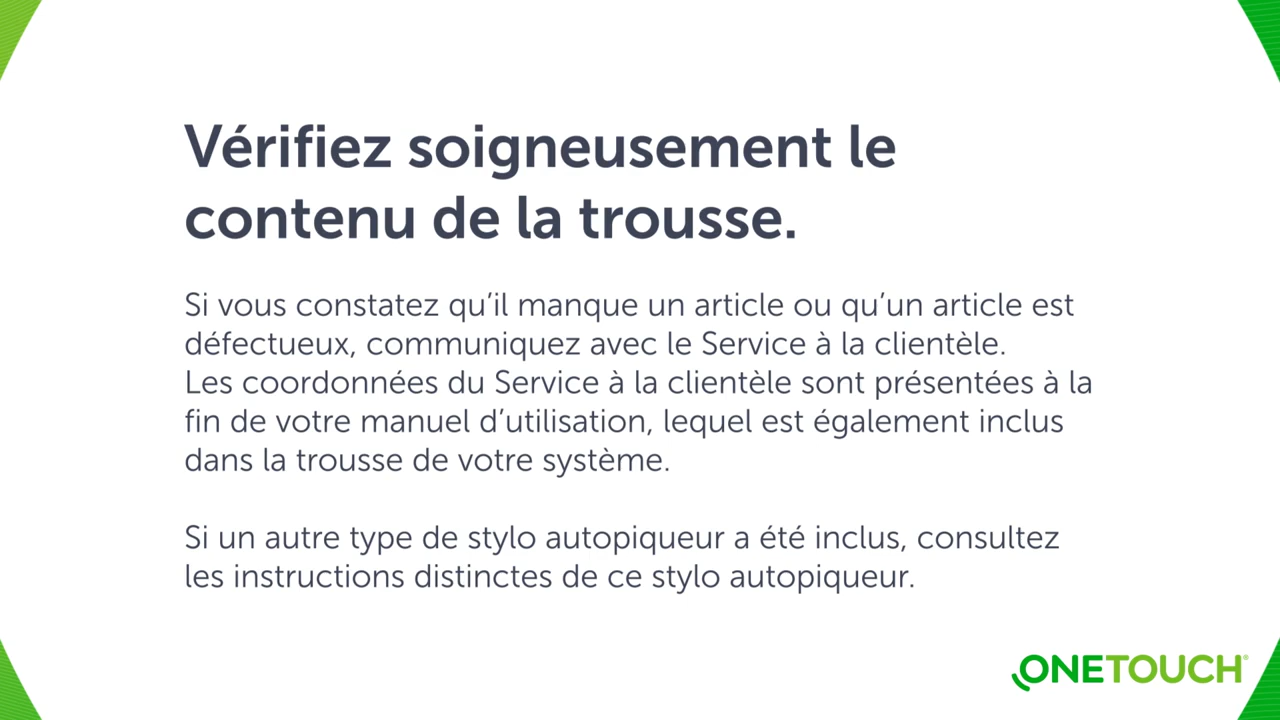 Vérifiez soigneusement le
contenu de la trousse.
Si vous constatez qu’il manque un article ou qu’un article est
défectueux, communiquez avec le Service à la clientèle.
Les coordonnées du Service à la clientèle sont présentées à la
fin de votre manuel d’utilisation, lequel est également inclus
dans la trousse de votre système.
Si un autre type de stylo autopiqueur a été inclus, consultez
les instructions distinctes de ce stylo autopiqueur.
ONETOUCH®